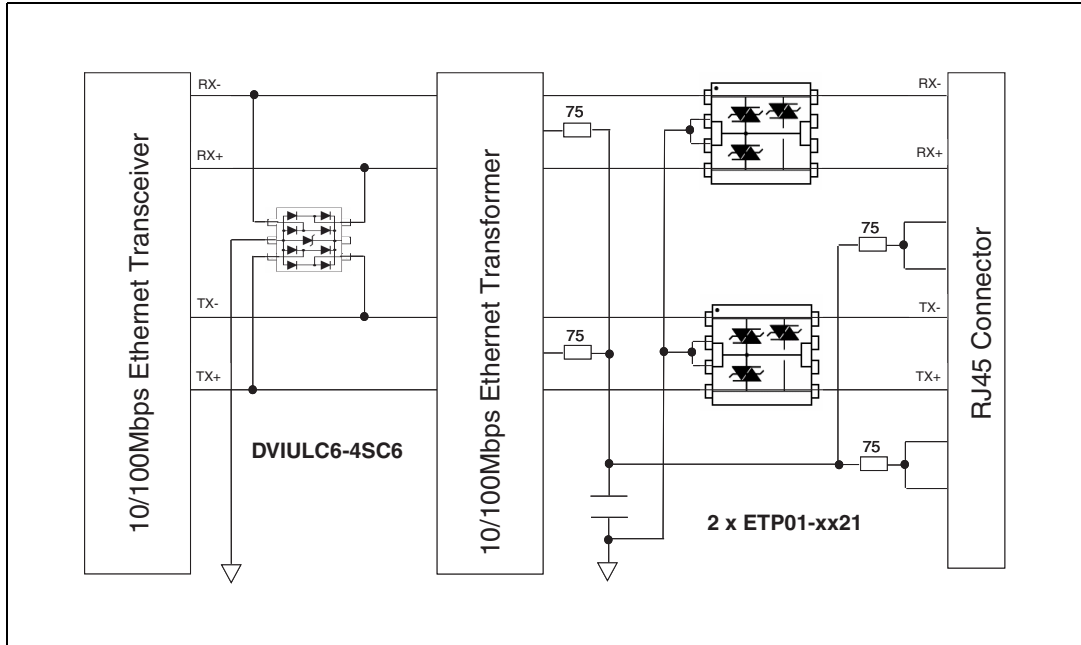 RX-
RX-
75
RX+
RX+
10/100Mbps Ethernet Transceiver
10/100Mbps Ethernet Transformer
RJ45 Connector
75
TX-
TX-
75
TX+
TX+
DVIULC6-4SC6
75
2 x ETP01-xx21